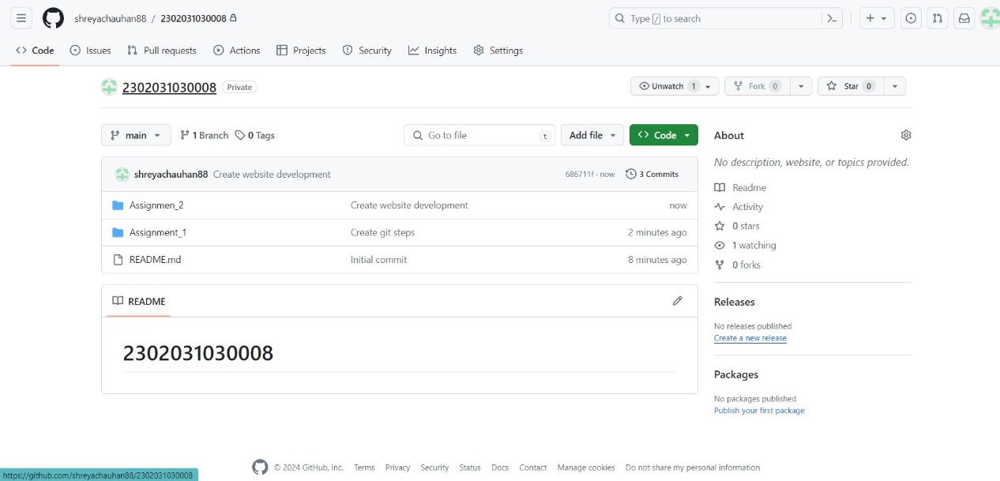 shreyachauhan88 / 2302031030008
Type / to search
Code Issues Pull requests Actions Projects Security Insights Settings
2302031030008 Private
Unwatch 1 Fork 0 Star 0
main 1 Branch 0 Tags
Go to file t
Add file
Code
shreyachauhan88 Create website development 686711f · now 3 Commits
Assignmen_2 Create website development now
Assignment_1 Create git steps 2 minutes ago
README.md Initial commit 8 minutes ago
README
2302031030008
About
No description, website, or topics provided.
Readme
Activity
0 stars
1 watching
0 forks
Releases
No releases published
Create a new release
Packages
No packages published
Publish your first package
© 2024 GitHub, Inc. Terms Privacy Security Status Docs Contact Manage cookies Do not share my personal information
https://github.com/shreyachauhan88/2302031030008